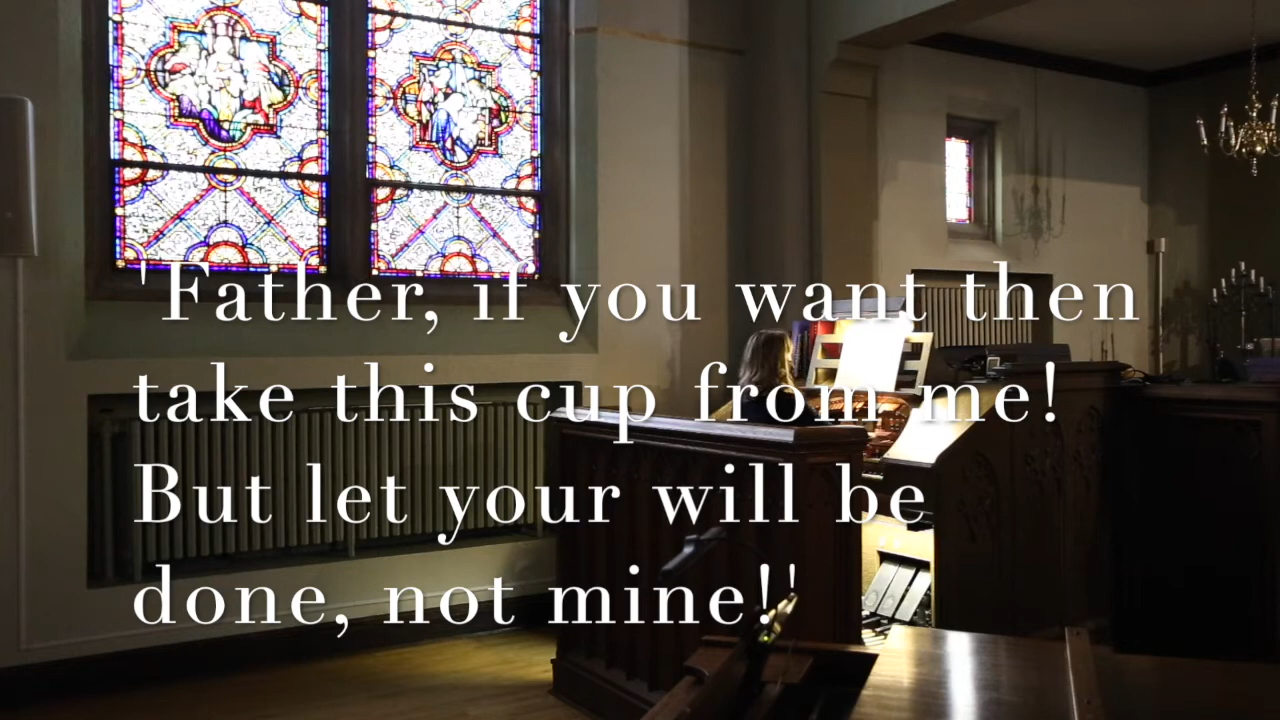 'Father, if you want then
take this cup from me!
But let your will be
done, not mine!'